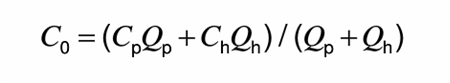 C₀ = (CₚQₚ + CₕQₕ) / (Qₚ + Qₕ)